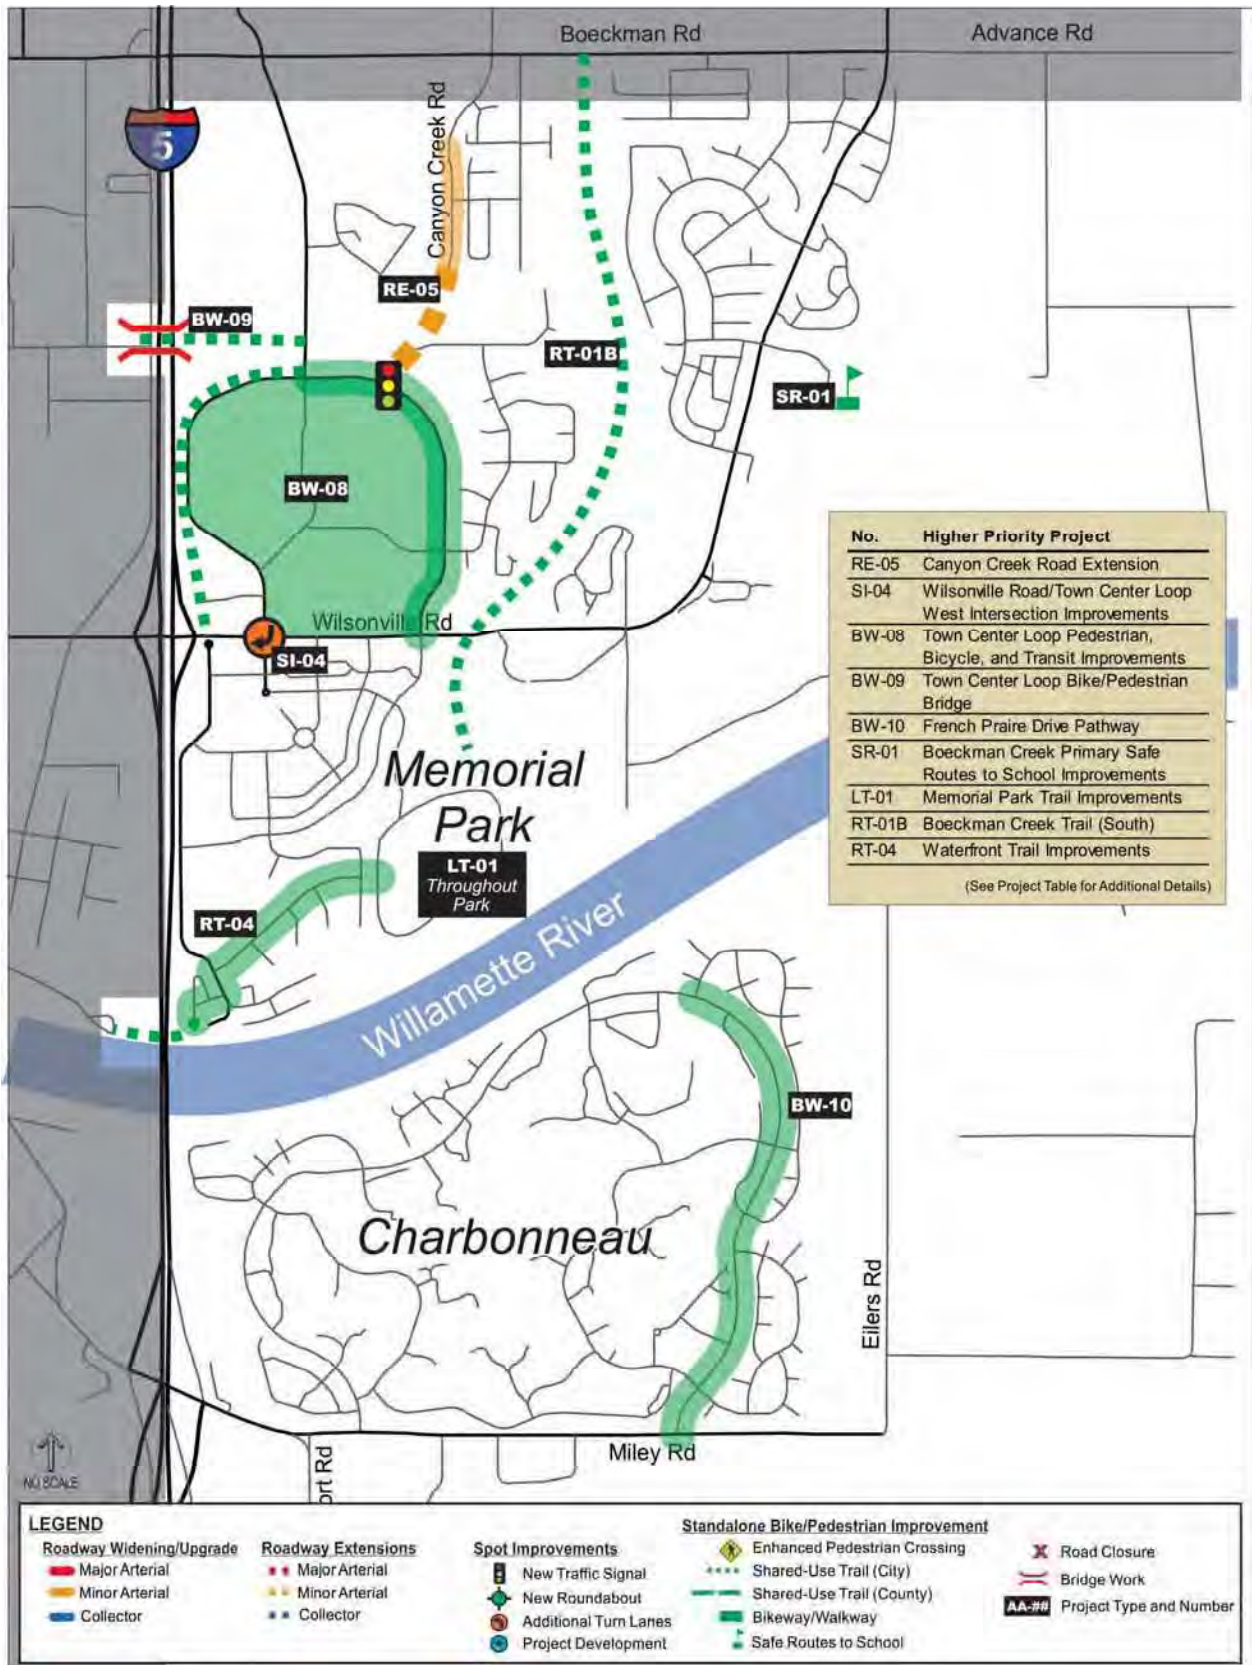 Boeckman Rd
Advance Rd
Canyon Creek Rd
5
RE-05
BW-09
RT-01B
SR-01
BW-08
Wilsonville Rd
SI-04
No. Higher Priority Project
RE-05 Canyon Creek Road Extension
SI-04 Wilsonville Road/Town Center Loop
West Intersection Improvements
BW-08 Town Center Loop Pedestrian,
Bicycle, and Transit Improvements
BW-09 Town Center Loop Bike/Pedestrian
Bridge
BW-10 French Praire Drive Pathway
SR-01 Boeckman Creek Primary Safe
Routes to School Improvements
LT-01 Memorial Park Trail Improvements
RT-01B Boeckman Creek Trail (South)
RT-04 Waterfront Trail Improvements
(See Project Table for Additional Details)
Memorial
Park
LT-01
Throughout
Park
RT-04
Willamette River
BW-10
Charbonneau
Eilers Rd
Miley Rd
ort Rd
NO SCALE
LEGEND
Roadway Widening/Upgrade
Major Arterial
Minor Arterial
Collector
Roadway Extensions
Major Arterial
Minor Arterial
Collector
Spot Improvements
New Traffic Signal
New Roundabout
Additional Turn Lanes
Project Development
Standalone Bike/Pedestrian Improvement
Enhanced Pedestrian Crossing
Shared-Use Trail (City)
Shared-Use Trail (County)
Bikeway/Walkway
Safe Routes to School
Road Closure
Bridge Work
AA-## Project Type and Number